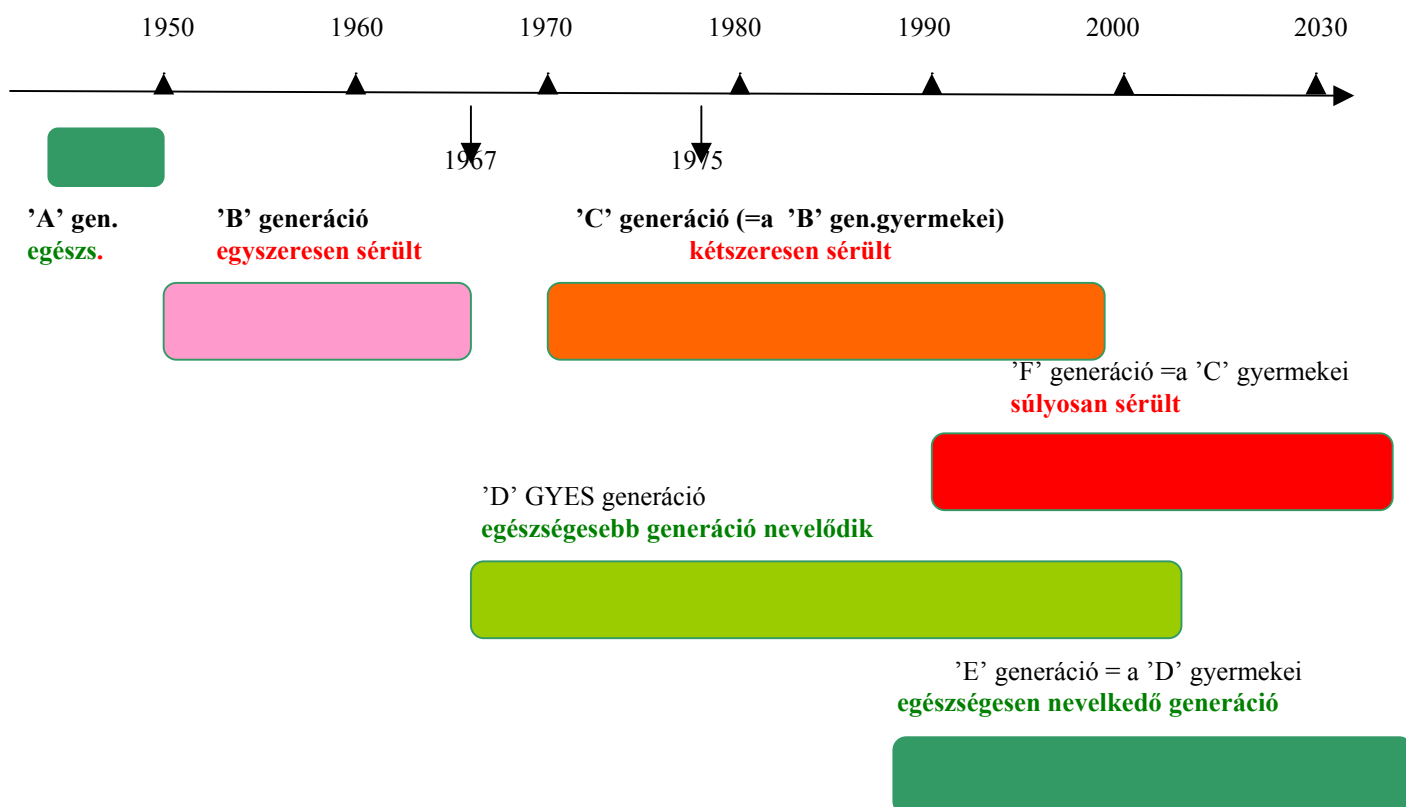 1950 1960 1970 1980 1990 2000 2030
1967 1975
’A’ gen. ’B’ generáció ’C’ generáció (=a ’B’ gen.gyermekei)
egészs. egyszeresen sérült kétszeresen sérült
’F’ generáció =a ’C’ gyermekei
súlyosan sérült
’D’ GYES generáció
egészségesebb generáció nevelődik
’E’ generáció = a ’D’ gyermekei
egészségesen nevelkedő generáció